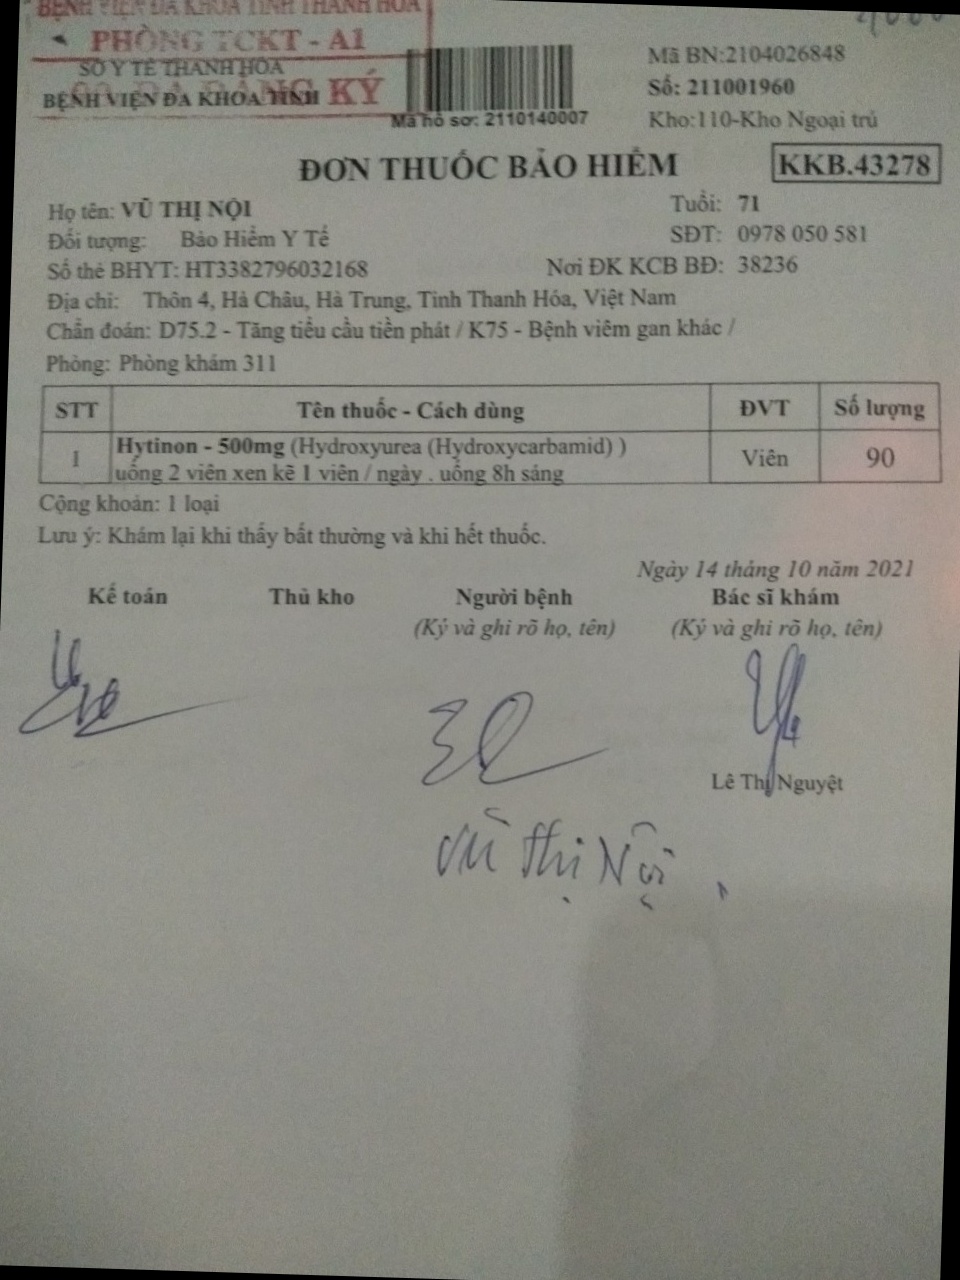 BỆNH VIỆN ĐA KHOA TỈNH THANH HÓA
PHÒNG TCKT - A1
SỞ Y TẾ THANH HÓA
BỆNH VIỆN ĐA KHOA TỈNH
KÝ
Mã hồ sơ: 2110140007
Mã BN:2104026848
Số: 211001960
Kho:110-Kho Ngoại trú
ĐƠN THUỐC BẢO HIỂM
KKB.43278
Họ tên: VŨ THỊ NỘI Tuổi: 71
Đối tượng: Bảo Hiểm Y Tế SĐT: 0978 050 581
Số thẻ BHYT: HT3382796032168 Nơi ĐK KCB BĐ: 38236
Địa chỉ: Thôn 4, Hà Châu, Hà Trung, Tỉnh Thanh Hóa, Việt Nam
Chẩn đoán: D75.2 - Tăng tiểu cầu tiền phát / K75 - Bệnh viêm gan khác /
Phòng: Phòng khám 311
STT Tên thuốc - Cách dùng ĐVT Số lượng
1 Hytinon - 500mg (Hydroxyurea (Hydroxycarbamid) ) Viên 90
uống 2 viên xen kẽ 1 viên / ngày . uống 8h sáng
Cộng khoản: 1 loại
Lưu ý: Khám lại khi thấy bất thường và khi hết thuốc.
Ngày 14 tháng 10 năm 2021
Kế toán Thủ kho Người bệnh Bác sĩ khám
(Ký và ghi rõ họ, tên) (Ký và ghi rõ họ, tên)
Lê Thị Nguyệt
Vũ Thị Nội